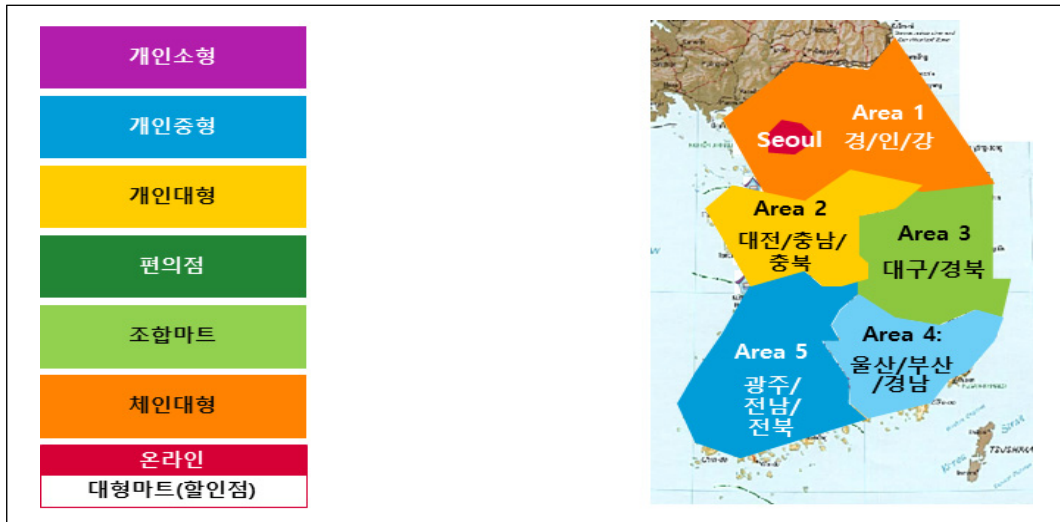 개인소형
개인중형
개인대형
편의점
조합마트
체인대형
온라인
대형마트(할인점)
Area 1
Seoul
경/인/강
Area 2
대전/충남/
충북
Area 3
대구/경북
Area 4:
울산/부산
/경남
Area 5
광주/
전남/
전북